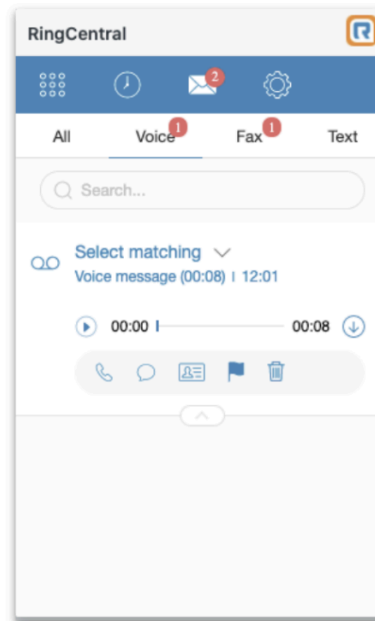 RingCentral
2
All Voice 1 Fax 1 Text
Search...
Select matching
Voice message (00:08) | 12:01
00:00 00:08